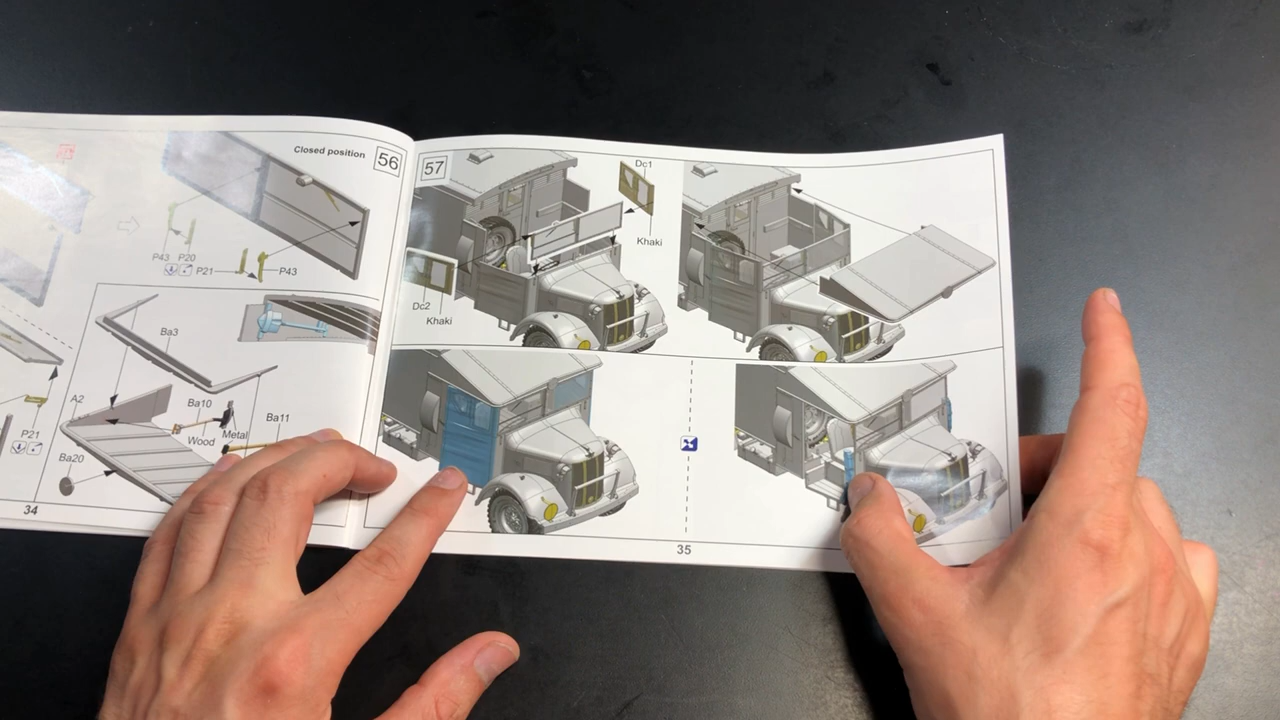 Closed position 56
P43 P20
P21 P43
Ba3
A2
Ba10
Wood
Metal
Ba11
P21
Ba20
34
57
Dc1
Khaki
Dc2
Khaki
35